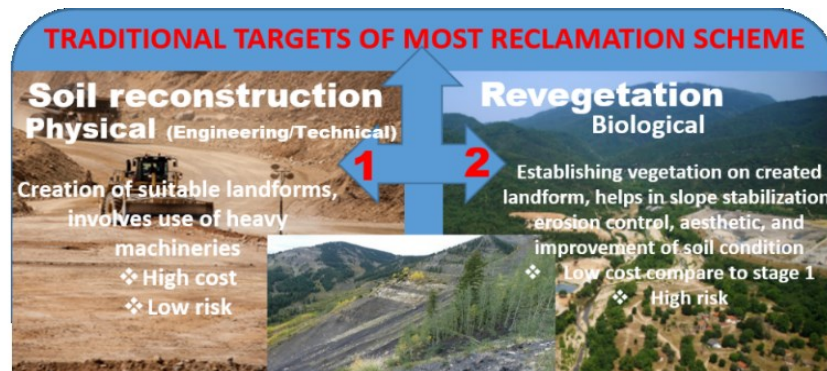 TRADITIONAL TARGETS OF MOST RECLAMATION SCHEME
Soil reconstruction
Physical (Engineering/Technical)
1
Creation of suitable landforms,
involves use of heavy
machineries
❖ High cost
❖ Low risk
Revegetation
Biological
2
Establishing vegetation on created
landform, helps in slope stabilization
erosion control, aesthetic, and
improvement of soil condition
❖ Low cost compare to stage 1
❖ High risk